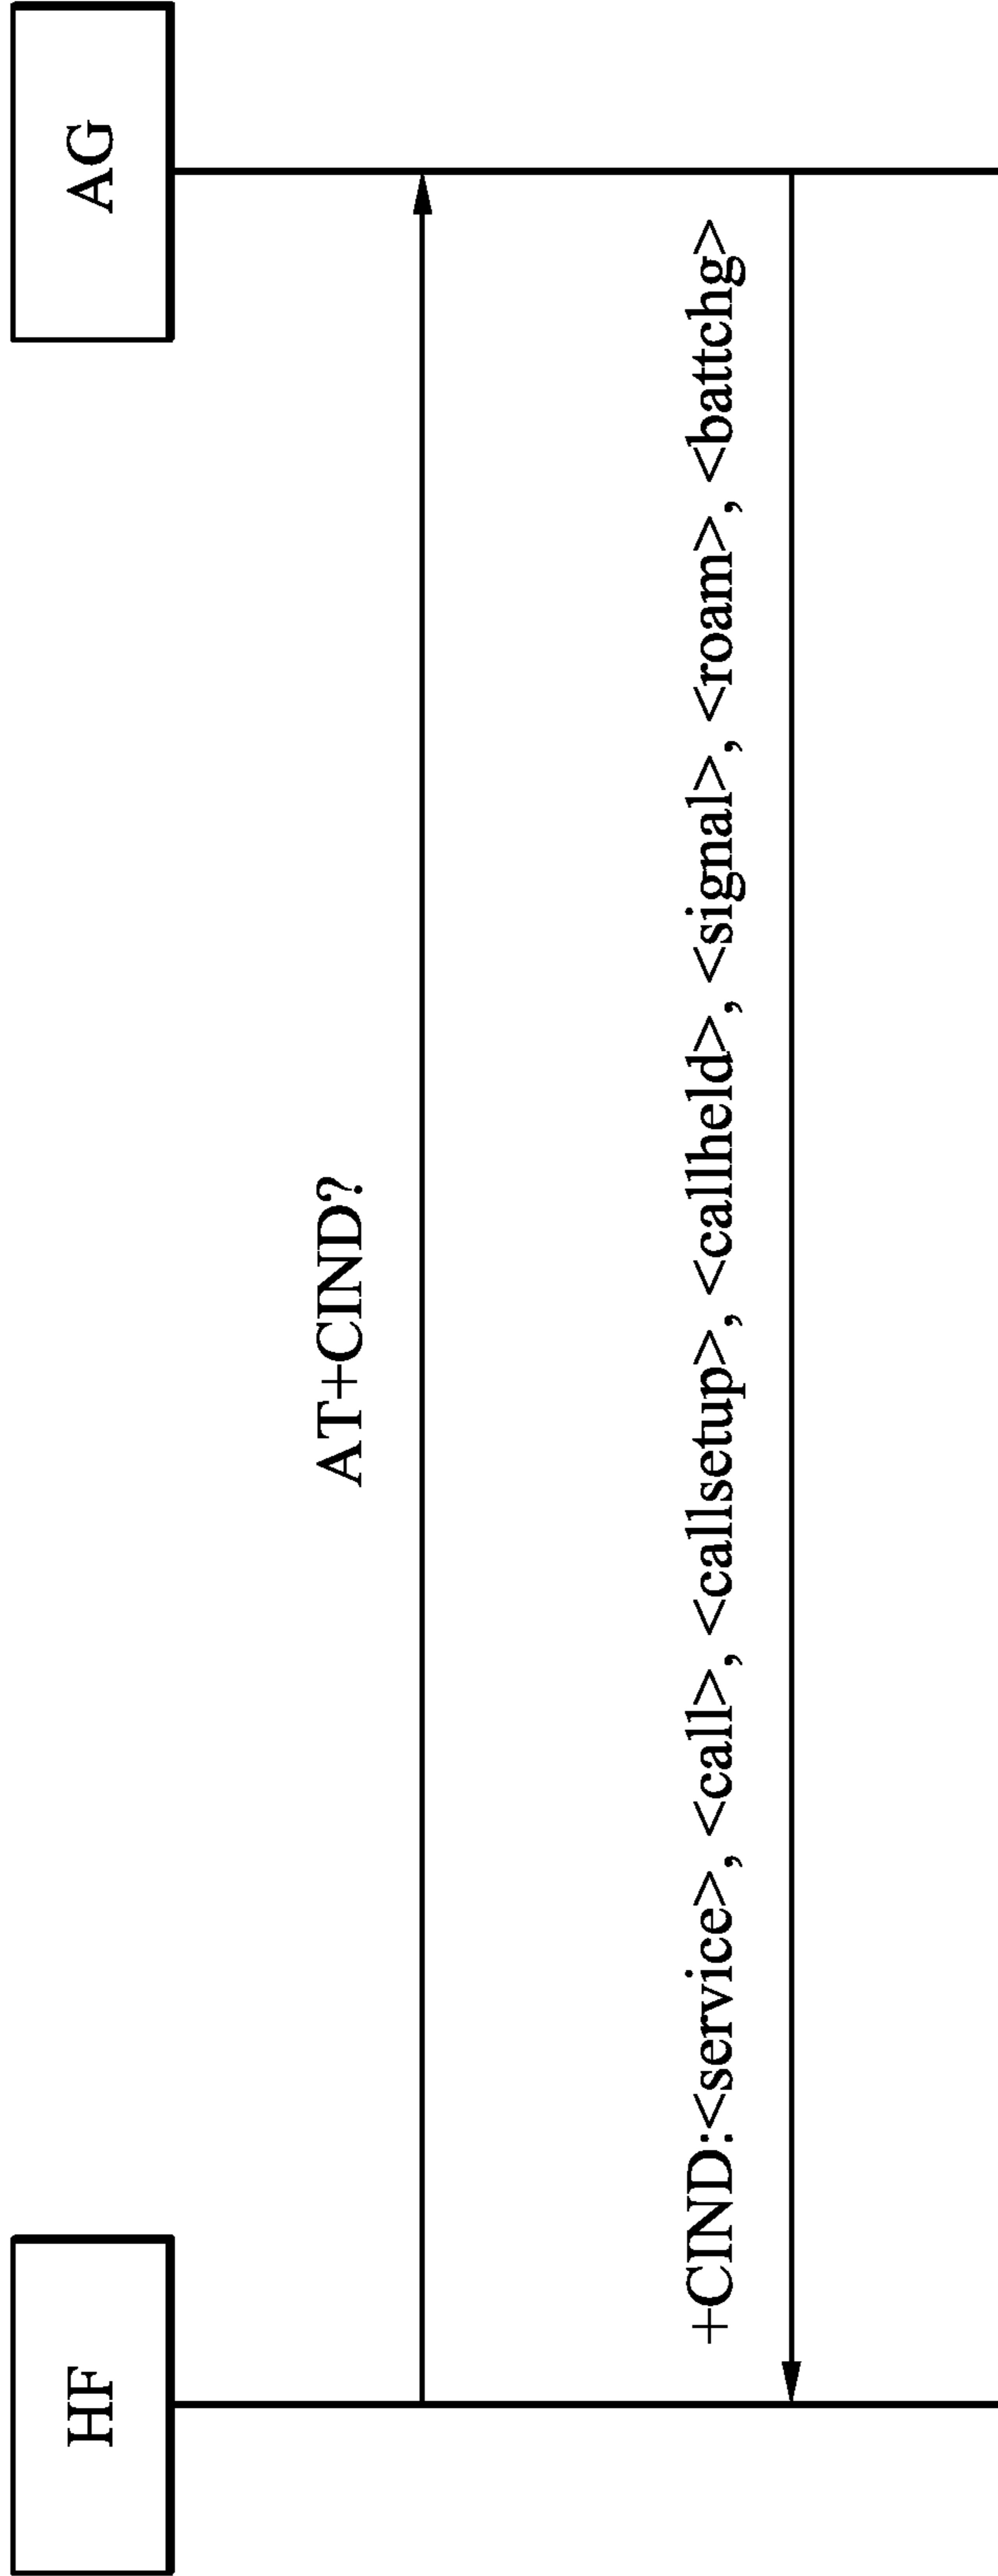 HF
AG
AT+CIND?
+CIND:<service>, <call>, <callsetup>, <callheld>, <signal>, <roam>, <battchg>